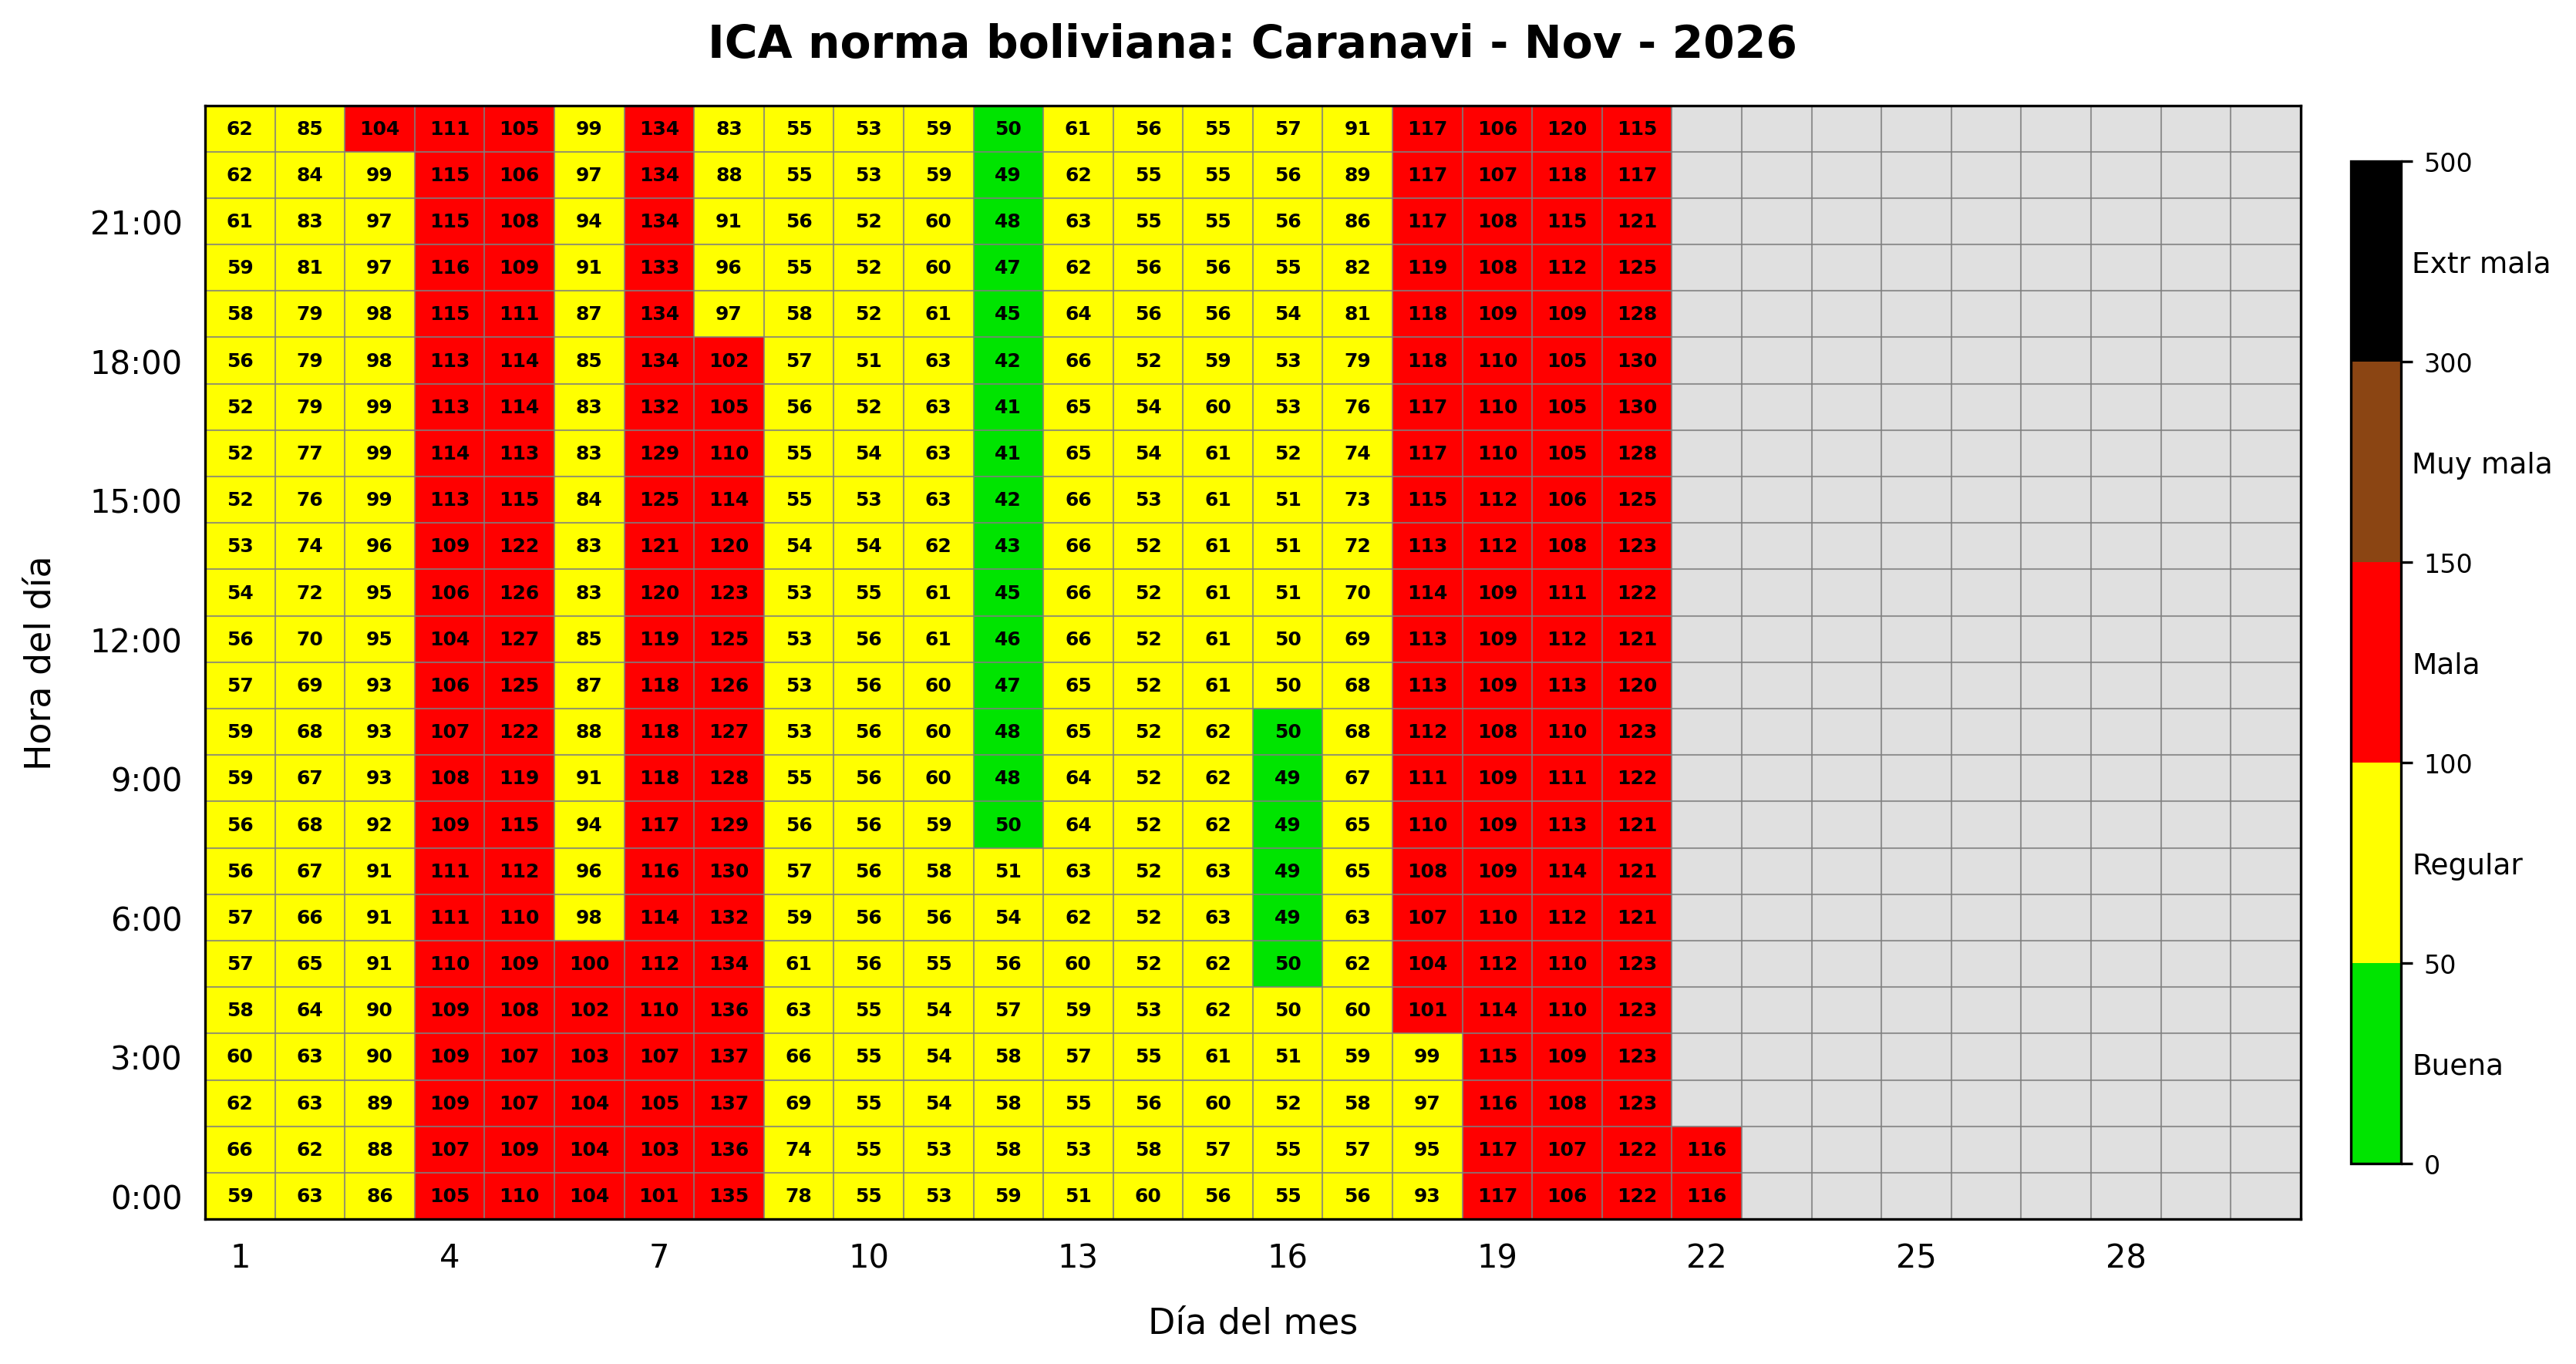 ICA norma boliviana: Caranavi - Nov - 2026
62 85 104 111 105 99 134 83 55 53 59 50 61 56 55 57 91 117 106 120 115
62 84 99 115 106 97 134 88 55 53 59 49 62 55 55 56 89 117 107 118 117
21:00 61 83 97 115 108 94 134 91 56 52 60 48 63 55 55 56 86 117 108 115 121
59 81 97 116 109 91 133 96 55 52 60 47 62 56 56 55 82 119 108 112 125
58 79 98 115 111 87 134 97 58 52 61 45 64 56 56 54 81 118 109 109 128
18:00 56 79 98 113 114 85 134 102 57 51 63 42 66 52 59 53 79 118 110 105 130
52 79 99 113 114 83 132 105 56 52 63 41 65 54 60 53 76 117 110 105 130
52 77 99 114 113 83 129 110 55 54 63 41 65 54 61 52 74 117 110 105 128
15:00 52 76 99 113 115 84 125 114 55 53 63 42 66 53 61 51 73 115 112 106 125
53 74 96 109 122 83 121 120 54 54 62 43 66 52 61 51 72 113 112 108 123
54 72 95 106 126 83 120 123 53 55 61 45 66 52 61 51 70 114 109 111 122
12:00 56 70 95 104 127 85 119 125 53 56 61 46 66 52 61 50 69 113 109 112 121
57 69 93 106 125 87 118 126 53 56 60 47 65 52 61 50 68 113 109 113 120
59 68 93 107 122 88 118 127 53 56 60 48 65 52 62 50 68 112 108 110 123
9:00 59 67 93 108 119 91 118 128 55 56 60 48 64 52 62 49 67 111 109 111 122
56 68 92 109 115 94 117 129 56 56 59 50 64 52 62 49 65 110 109 113 121
56 67 91 111 112 96 116 130 57 56 58 51 63 52 63 49 65 108 109 114 121
6:00 57 66 91 111 110 98 114 132 59 56 56 54 62 52 63 49 63 107 110 112 121
57 65 91 110 109 100 112 134 61 56 55 56 60 52 62 50 62 104 112 110 123
58 64 90 109 108 102 110 136 63 55 54 57 59 53 62 50 60 101 114 110 123
3:00 60 63 90 109 107 103 107 137 66 55 54 58 57 55 61 51 59 99 115 109 123
62 63 89 109 107 104 105 137 69 55 54 58 55 56 60 52 58 97 116 108 123
66 62 88 107 109 104 103 136 74 55 53 58 53 58 57 55 57 95 117 107 122 116
0:00 59 63 86 105 110 104 101 135 78 55 53 59 51 60 56 55 56 93 117 106 122 116
1 4 7 10 13 16 19 22 25 28
Día del mes
Hora del día
500
Extr mala
300
Muy mala
150
Mala
100
Regular
50
Buena
0